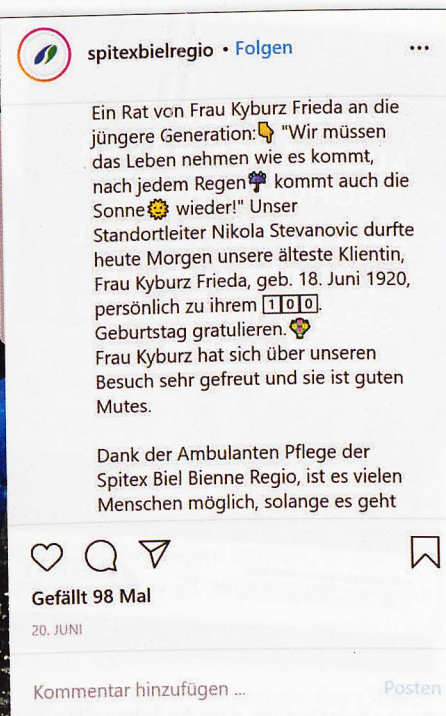 spitexbielregio • Folgen ...
Ein Rat von Frau Kyburz Frieda an die
jüngere Generation:👇 "Wir müssen
das Leben nehmen wie es kommt,
nach jedem Regen☔ kommt auch die
Sonne🌞 wieder!" Unser
Standortleiter Nikola Stevanovic durfte
heute Morgen unsere älteste Klientin,
Frau Kyburz Frieda, geb. 18. Juni 1920,
persönlich zu ihrem 1️⃣0️⃣0️⃣.
Geburtstag gratulieren.💐
Frau Kyburz hat sich über unseren
Besuch sehr gefreut und sie ist guten
Mutes.
Dank der Ambulanten Pflege der
Spitex Biel Bienne Regio, ist es vielen
Menschen möglich, solange es geht
Gefällt 98 Mal
20. JUNI
Kommentar hinzufügen ... Posten